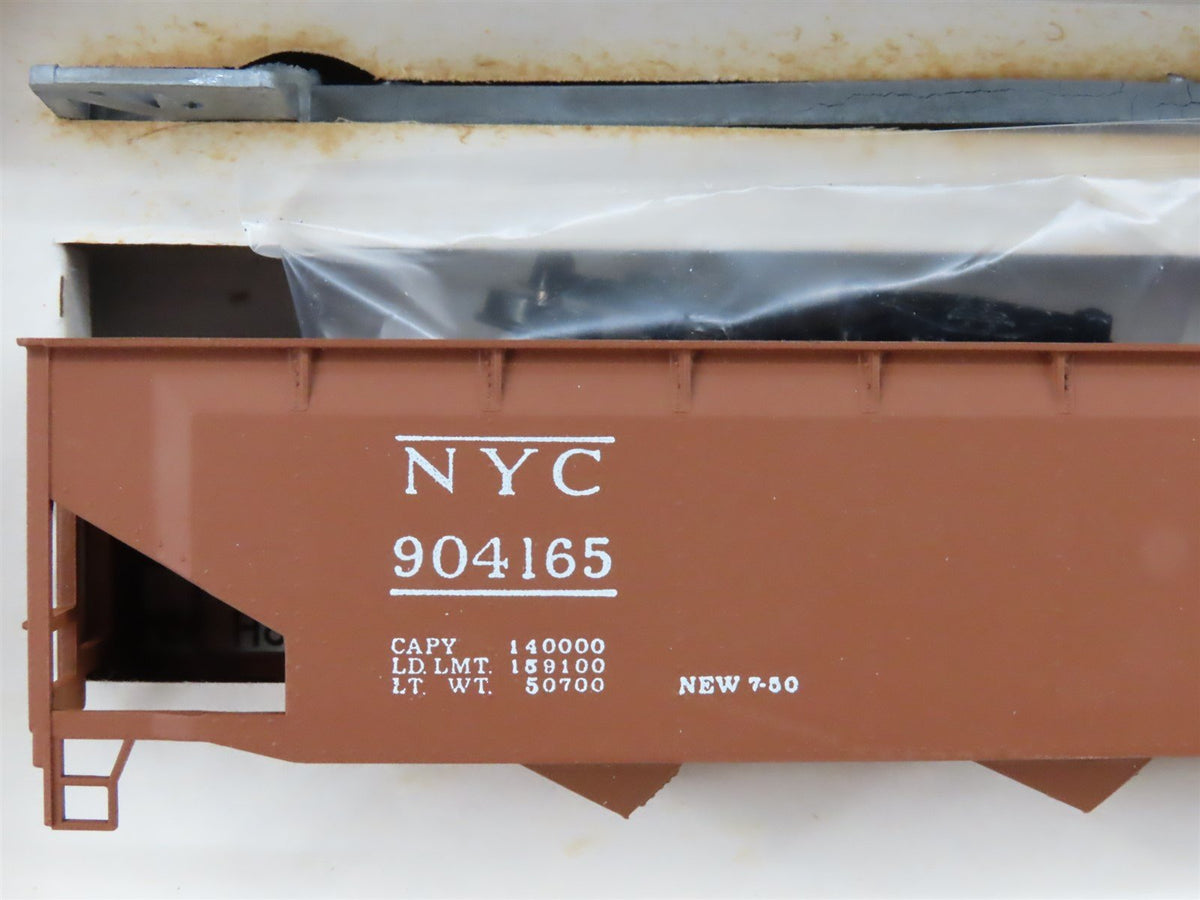 NYC
904165
CAPY 140000
LD. LMT. 159100
LT. WT. 50700
NEW 7-50